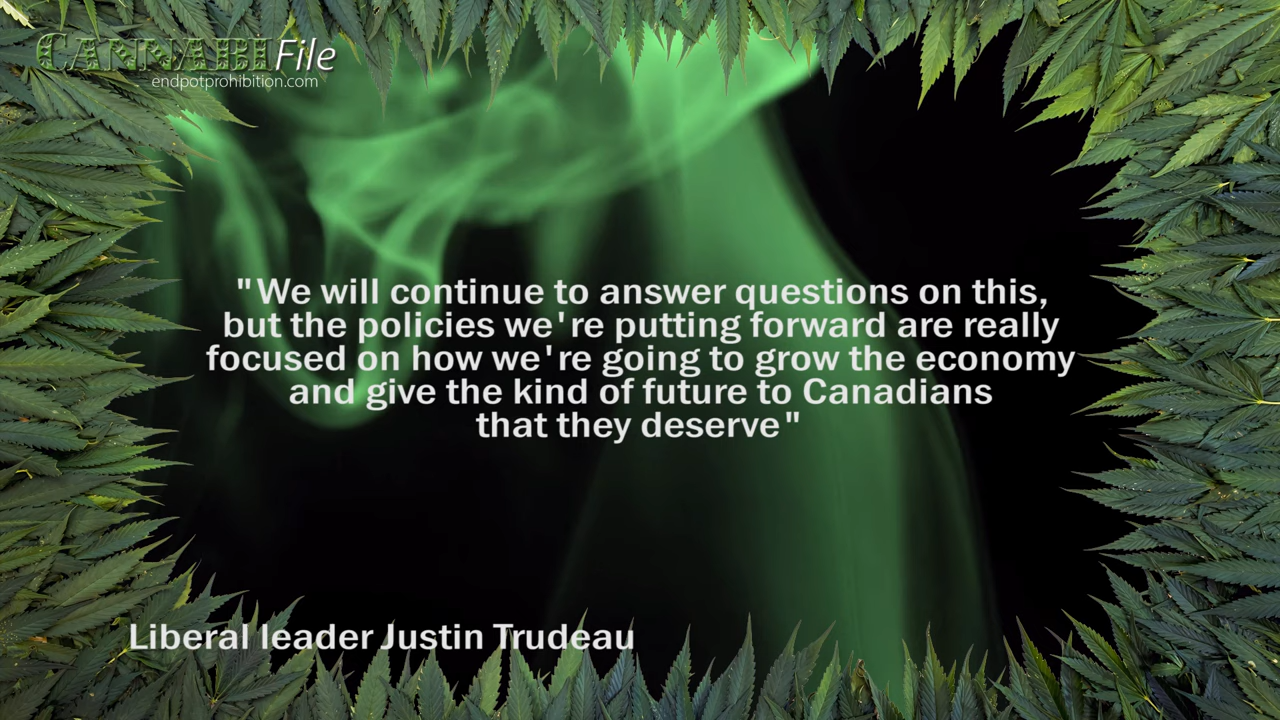 CANNABIFile
endpotprohibition.com
"We will continue to answer questions on this,
but the policies we're putting forward are really
focused on how we're going to grow the economy
and give the kind of future to Canadians
that they deserve"
Liberal leader Justin Trudeau